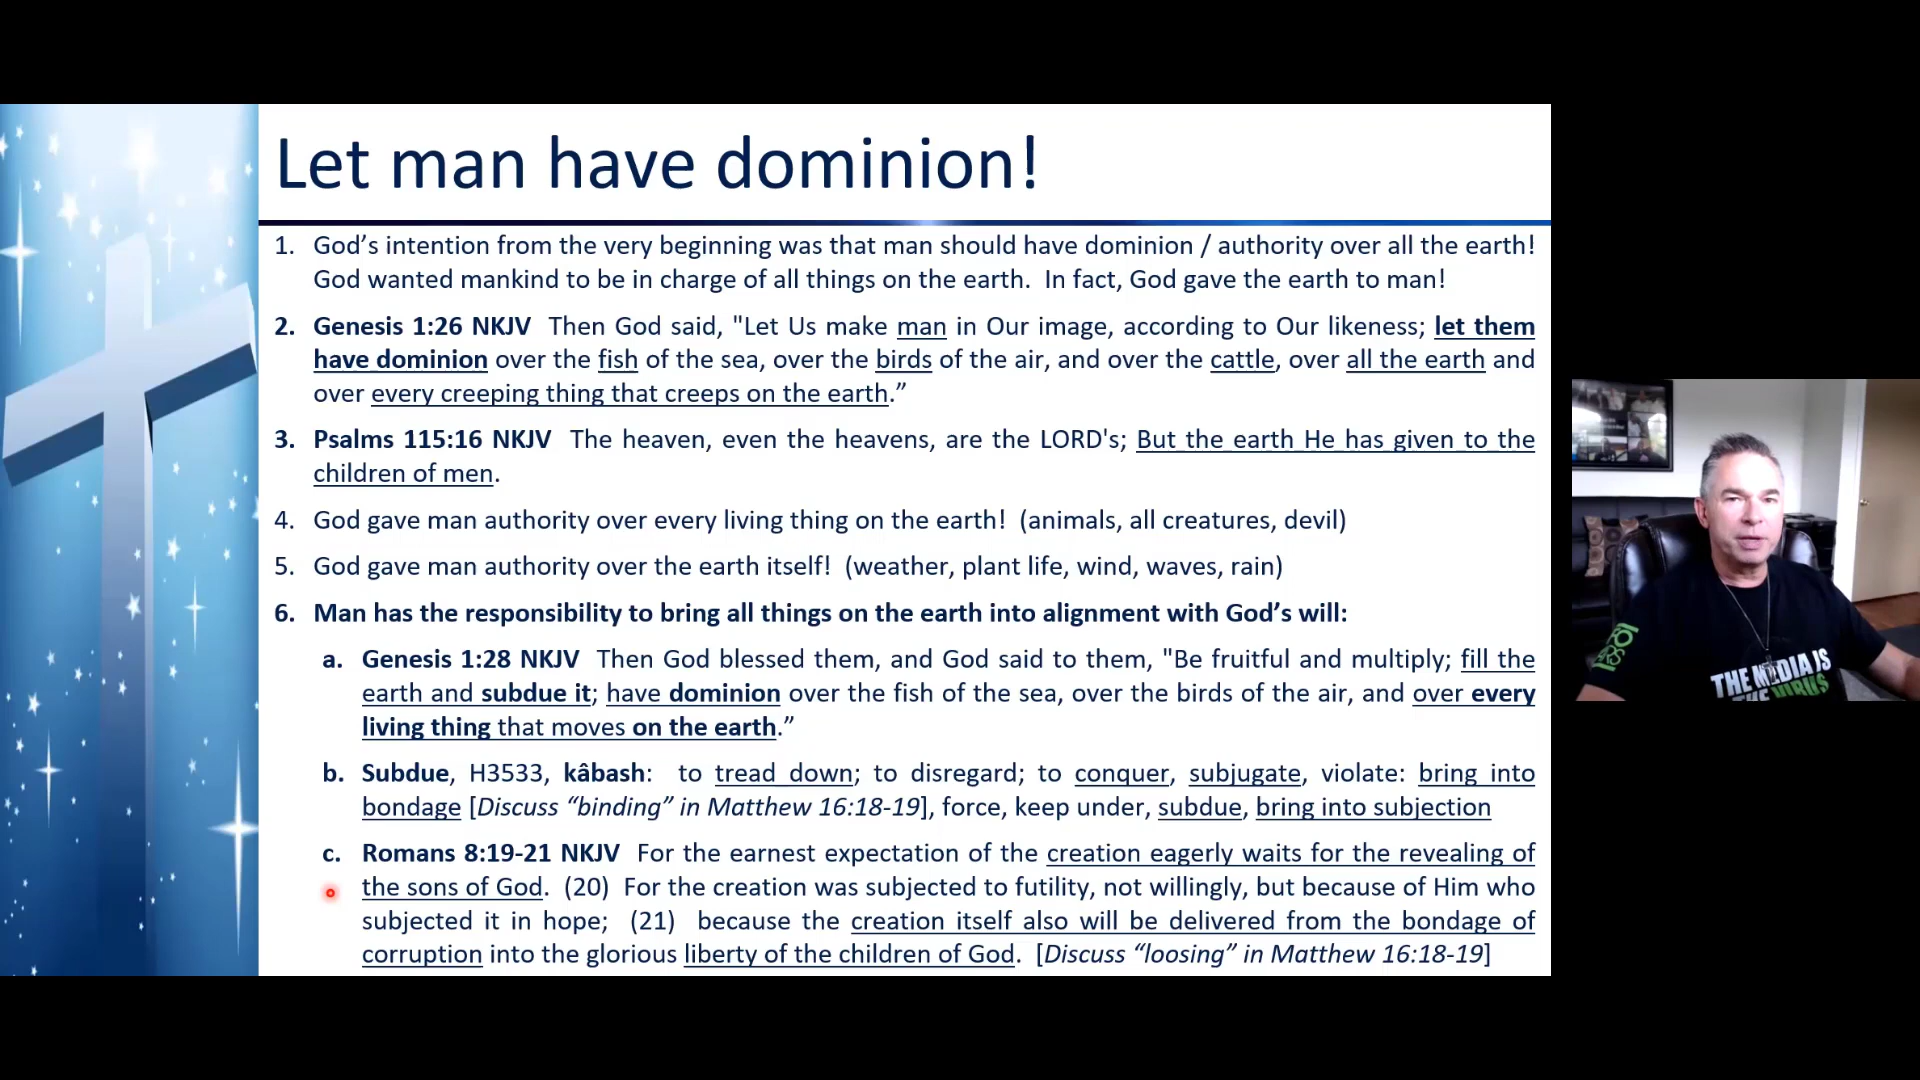 Let man have dominion!
1. God’s intention from the very beginning was that man should have dominion / authority over all the earth!
God wanted mankind to be in charge of all things on the earth.  In fact, God gave the earth to man!
2. Genesis 1:26 NKJV  Then God said, "Let Us make man in Our image, according to Our likeness; let them
have dominion over the fish of the sea, over the birds of the air, and over the cattle, over all the earth and
over every creeping thing that creeps on the earth.”
3. Psalms 115:16 NKJV  The heaven, even the heavens, are the LORD's; But the earth He has given to the
children of men.
4. God gave man authority over every living thing on the earth!  (animals, all creatures, devil)
5. God gave man authority over the earth itself!  (weather, plant life, wind, waves, rain)
6. Man has the responsibility to bring all things on the earth into alignment with God’s will:
a. Genesis 1:28 NKJV  Then God blessed them, and God said to them, "Be fruitful and multiply; fill the
earth and subdue it; have dominion over the fish of the sea, over the birds of the air, and over every
living thing that moves on the earth.”
b. Subdue, H3533, kâbash:  to tread down; to disregard; to conquer, subjugate, violate: bring into
bondage [Discuss “binding” in Matthew 16:18-19], force, keep under, subdue, bring into subjection
c. Romans 8:19-21 NKJV  For the earnest expectation of the creation eagerly waits for the revealing of
the sons of God.  (20)  For the creation was subjected to futility, not willingly, but because of Him who
subjected it in hope;  (21)  because the creation itself also will be delivered from the bondage of
corruption into the glorious liberty of the children of God.  [Discuss “loosing” in Matthew 16:18-19]
THE MEDIA IS
THE VIRUS